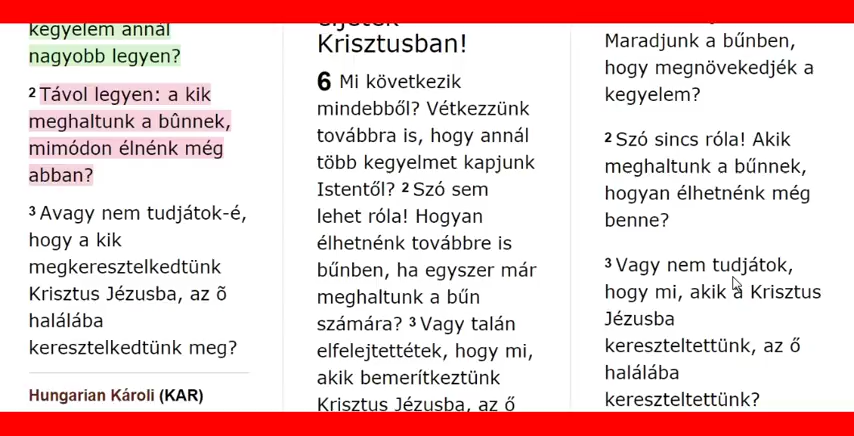 kegyelem annál
nagyobb legyen?
2 Távol legyen: a kik
meghaltunk a bûnnek,
mimódon élnénk még
abban?
3 Avagy nem tudjátok-é,
hogy a kik
megkeresztelkedtünk
Krisztus Jézusba, az õ
halálába
keresztelkedtünk meg?
Hungarian Károli (KAR)
Krisztusban!
6 Mi következik
mindebből? Vétkezzünk
továbbra is, hogy annál
több kegyelmet kapjunk
Istentől? 2 Szó sem
lehet róla! Hogyan
élhetnénk továbbre is
bűnben, ha egyszer már
meghaltunk a bűn
számára? 3 Vagy talán
elfelejtettétek, hogy mi,
akik bemerítkeztünk
Krisztus Jézusba, az ő
Maradjunk a bűnben,
hogy megnövekedjék a
kegyelem?
2 Szó sincs róla! Akik
meghaltunk a bűnnek,
hogyan élhetnénk még
benne?
3 Vagy nem tudjátok,
hogy mi, akik a Krisztus
Jézusba
kereszteltettünk, az ő
halálába
kereszteltettünk?